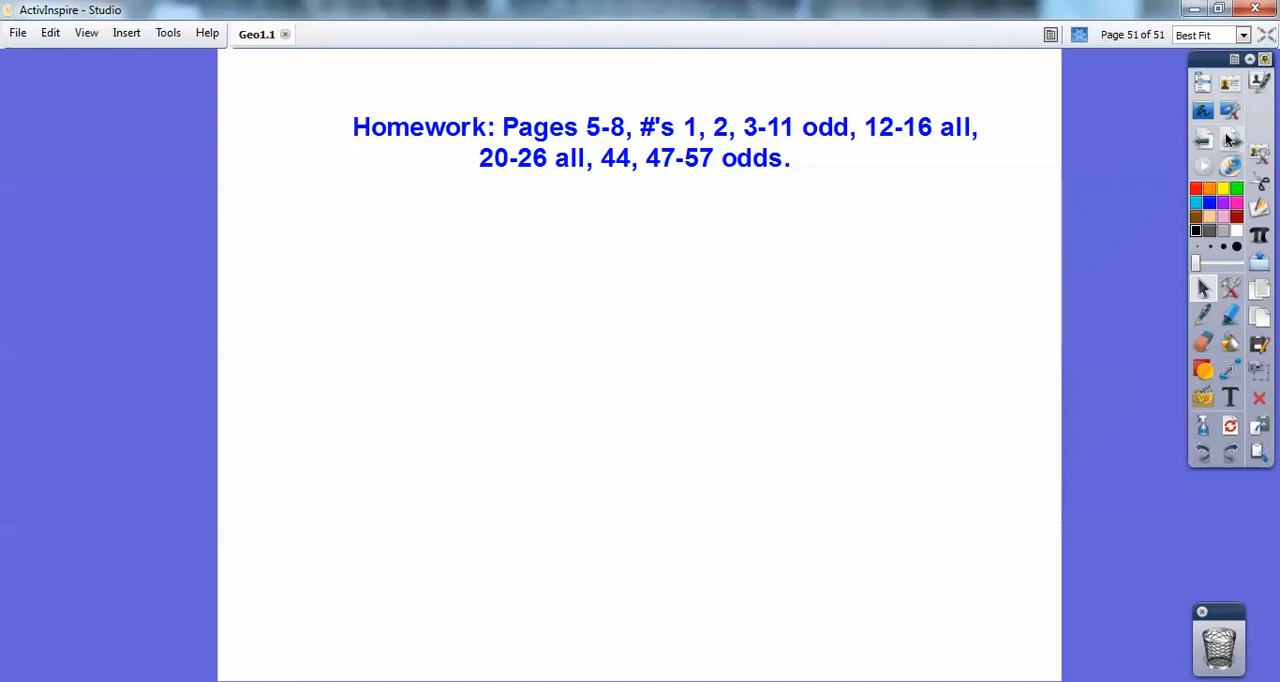 ActivInspire - Studio
File Edit View Insert Tools Help
Geo1.1
Page 51 of 51
Best Fit
Homework: Pages 5-8, #'s 1, 2, 3-11 odd, 12-16 all,
20-26 all, 44, 47-57 odds.